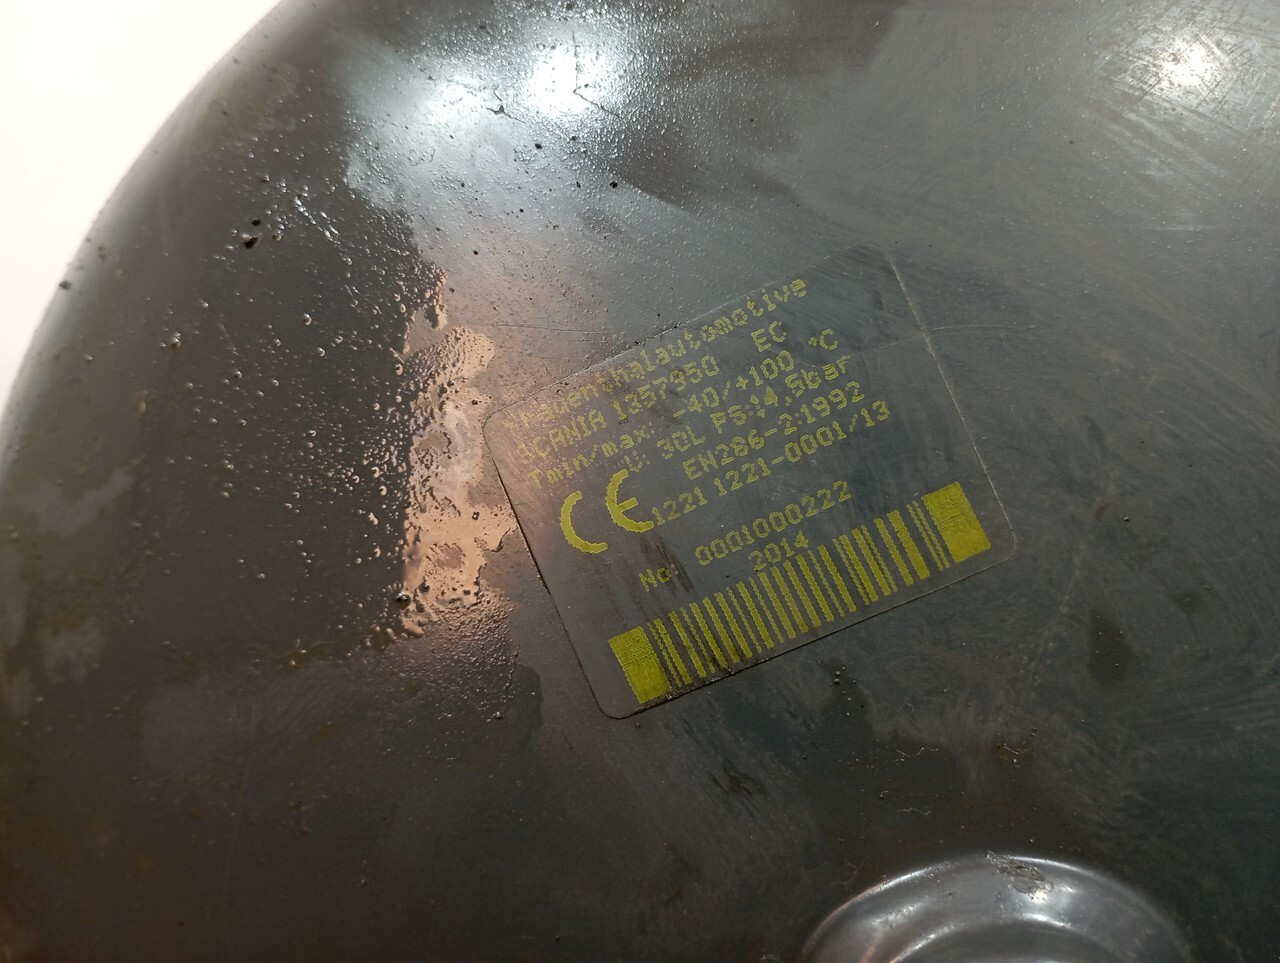 SCANIA 1357950 EC
Tmin/max: -40/+100 °C
V: 30L PS:14.5bar
EN286-2:1992
CE 1221 1221-0001/13
No. 0001000222
2014